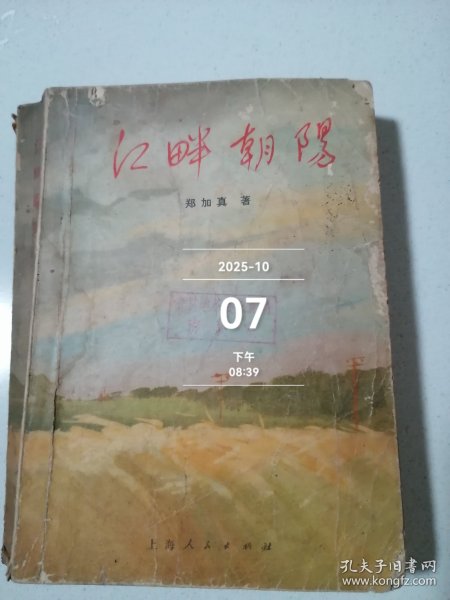 江畔朝陽
郑加真 著
2025-10
07
下午
08:39
上海人民出版社
孔夫子旧书网
www.kongfz.com